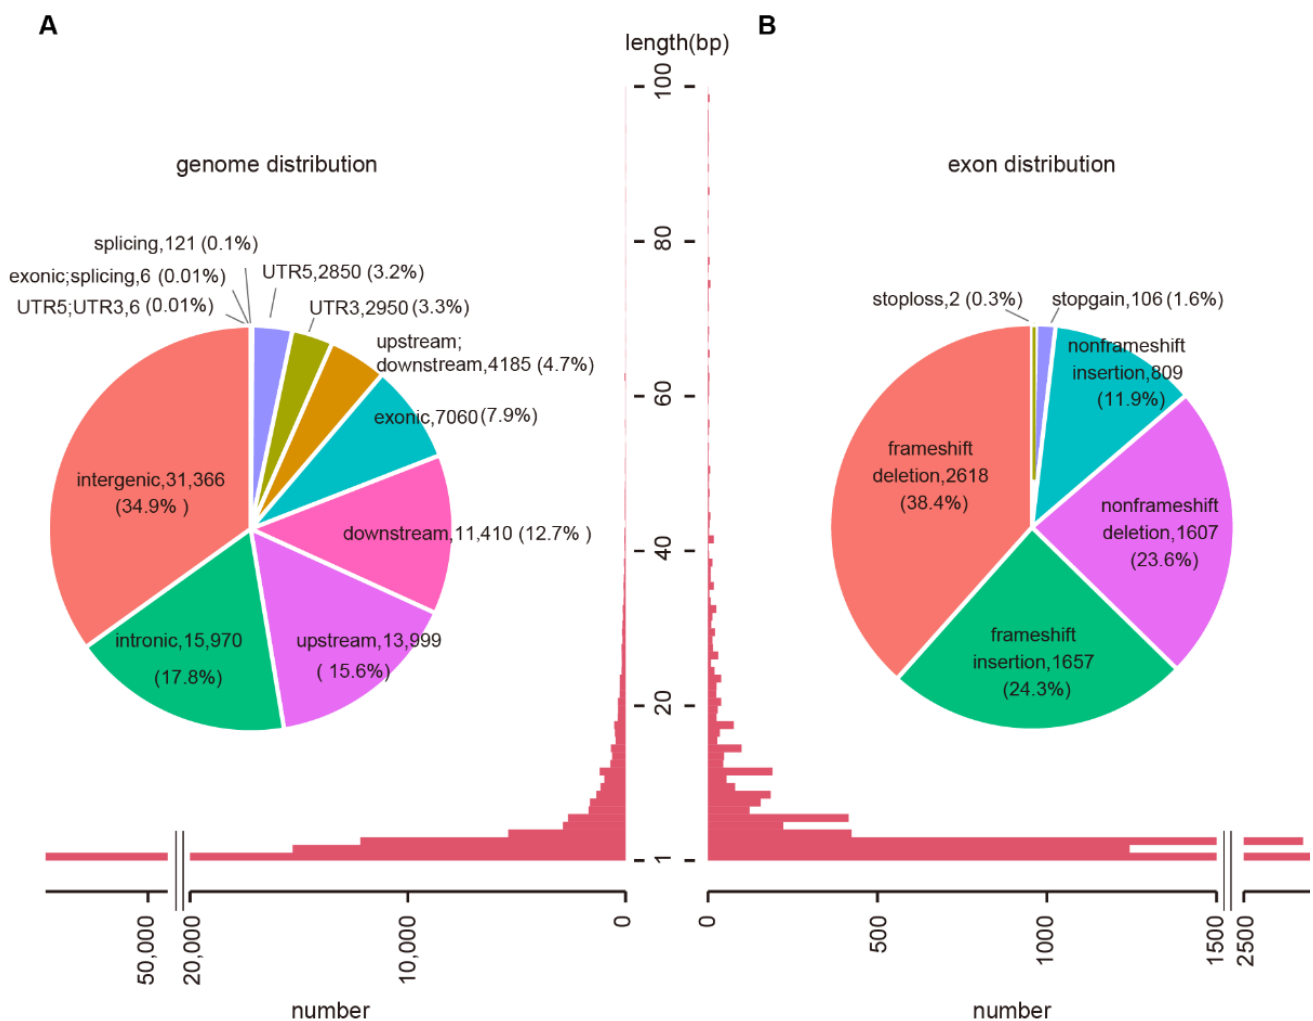 A
B
length(bp)
genome distribution
exon distribution
splicing,121 (0.1%)
exonic;splicing,6 (0.01%)
UTR5;UTR3,6 (0.01%)
UTR5,2850 (3.2%)
UTR3,2950 (3.3%)
upstream;
downstream,4185 (4.7%)
exonic,7060 (7.9%)
intergenic,31,366
(34.9% )
downstream,11,410 (12.7% )
intronic,15,970
(17.8%)
upstream,13,999
( 15.6%)
100
80
60
40
20
1
stoploss,2 (0.3%)
stopgain,106 (1.6%)
nonframeshift
insertion,809
(11.9%)
frameshift
deletion,2618
(38.4%)
nonframeshift
deletion,1607
(23.6%)
frameshift
insertion,1657
(24.3%)
50,000
20,000
10,000
0
0
500
1000
1500
2500
number
number